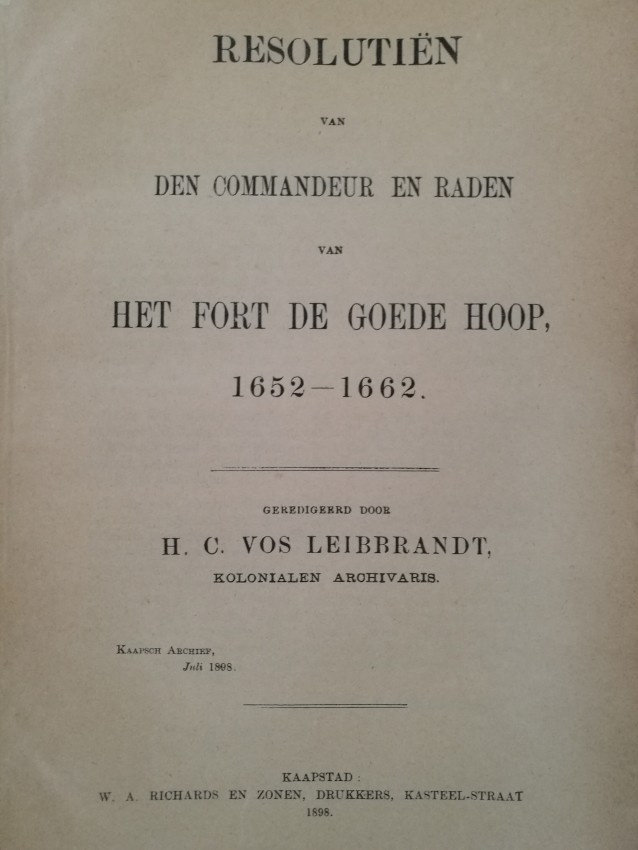 RESOLUTIËN
VAN
DEN COMMANDEUR EN RADEN
VAN
HET FORT DE GOEDE HOOP,
1652–1662.
GEREDIGEERD DOOR
H. C. VOS LEIBBRANDT,
KOLONIALEN ARCHIVARIS.
KAAPSCH ARCHIEF,
Juli 1898.
KAAPSTAD:
W. A. RICHARDS EN ZONEN, DRUKKERS, KASTEEL-STRAAT
1898.